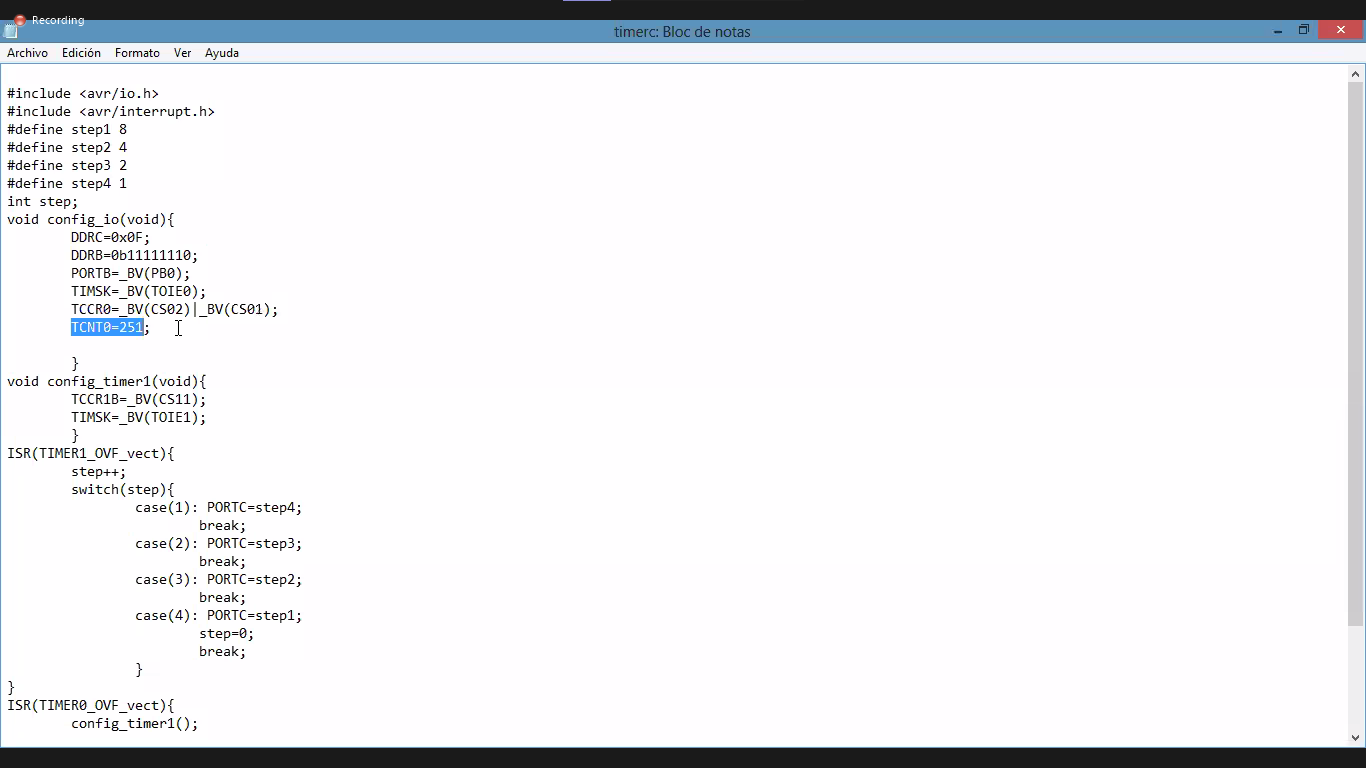 Recording
timerc: Bloc de notas
Archivo Edición Formato Ver Ayuda
#include <avr/io.h>
#include <avr/interrupt.h>
#define step1 8
#define step2 4
#define step3 2
#define step4 1
int step;
void config_io(void){
DDRC=0x0F;
DDRB=0b11111110;
PORTB=_BV(PB0);
TIMSK=_BV(TOIE0);
TCCR0=_BV(CS02)|_BV(CS01);
TCNT0=251;
}
void config_timer1(void){
TCCR1B=_BV(CS11);
TIMSK=_BV(TOIE1);
}
ISR(TIMER1_OVF_vect){
step++;
switch(step){
case(1): PORTC=step4;
break;
case(2): PORTC=step3;
break;
case(3): PORTC=step2;
break;
case(4): PORTC=step1;
step=0;
break;
}
}
ISR(TIMER0_OVF_vect){
config_timer1();